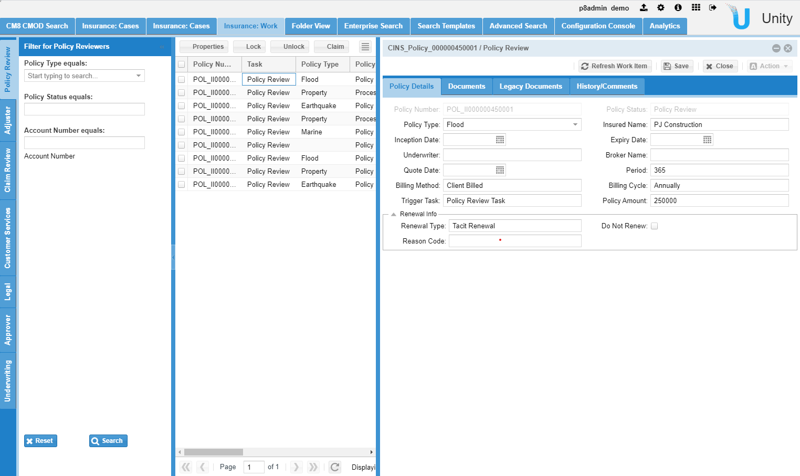 p8admin demo
CM8 CMOD Search Insurance: Cases Insurance: Cases Insurance: Work Folder View Enterprise Search Search Templates Advanced Search Configuration Console Analytics
Unity
Policy Review
Adjuster
Claim Review
Customer Services
Legal
Approver
Underwriting
Filter for Policy Reviewers
Policy Type equals:
Start typing to search...
Policy Status equals:
Account Number equals:
Account Number
Reset Search
Properties Lock Unlock Claim
Policy Nu... Task Policy Type Policy
POL_II0000... Policy Review Flood Policy
POL_II0000... Policy Review Property Proces
POL_II0000... Policy Review Earthquake Policy
POL_II0000... Policy Review Property Proces
POL_II0000... Policy Review Marine Policy
POL_II0000... Policy Review Policy
POL_II0000... Policy Review Flood Policy
POL_II0000... Policy Review Property Policy
POL_II0000... Policy Review Earthquake Policy
Page 1 of 1 Displayi
CINS_Policy_000000450001 / Policy Review
Refresh Work Item Save Close Action
Policy Details Documents Legacy Documents History/Comments
Policy Number: POL_II0000000450001 Policy Status: Policy Review
Policy Type: Flood Insured Name: PJ Construction
Inception Date: Expiry Date:
Underwriter: Broker Name:
Quote Date: Period: 365
Billing Method: Client Billed Billing Cycle: Annually
Trigger Task: Policy Review Task Policy Amount: 250000
Renewal Info
Renewal Type: Tacit Renewal Do Not Renew:
Reason Code: *